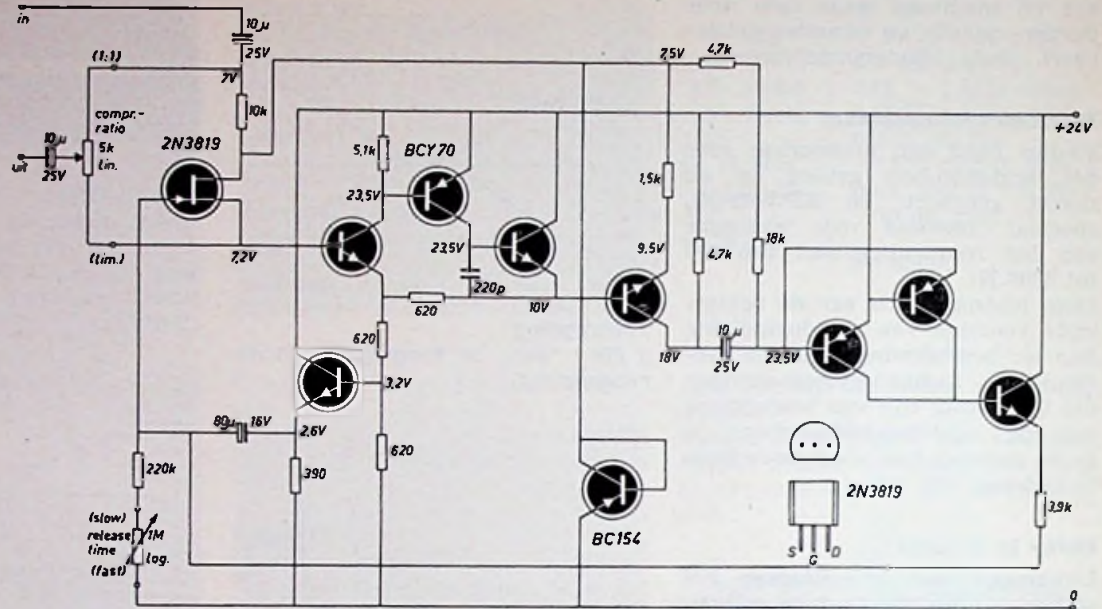 in
10µ
25V
(1:1)
7V
compr.-
ratio
5k
lin.
10µ
25V
10k
2N3819
(lim.)
7,2V
5,1k
BCY70
23,5V
23,5V
220p
620
10V
620
3,2V
620
80µ
16V
2,6V
390
220k
(slow)
release
time
1M
log.
(fast)
7,5V
4,7k
+24V
1,5k
9,5V
4,7k
18k
18V
10µ
25V
23,5V
BC154
2N3819
S
G
D
3,9k
0